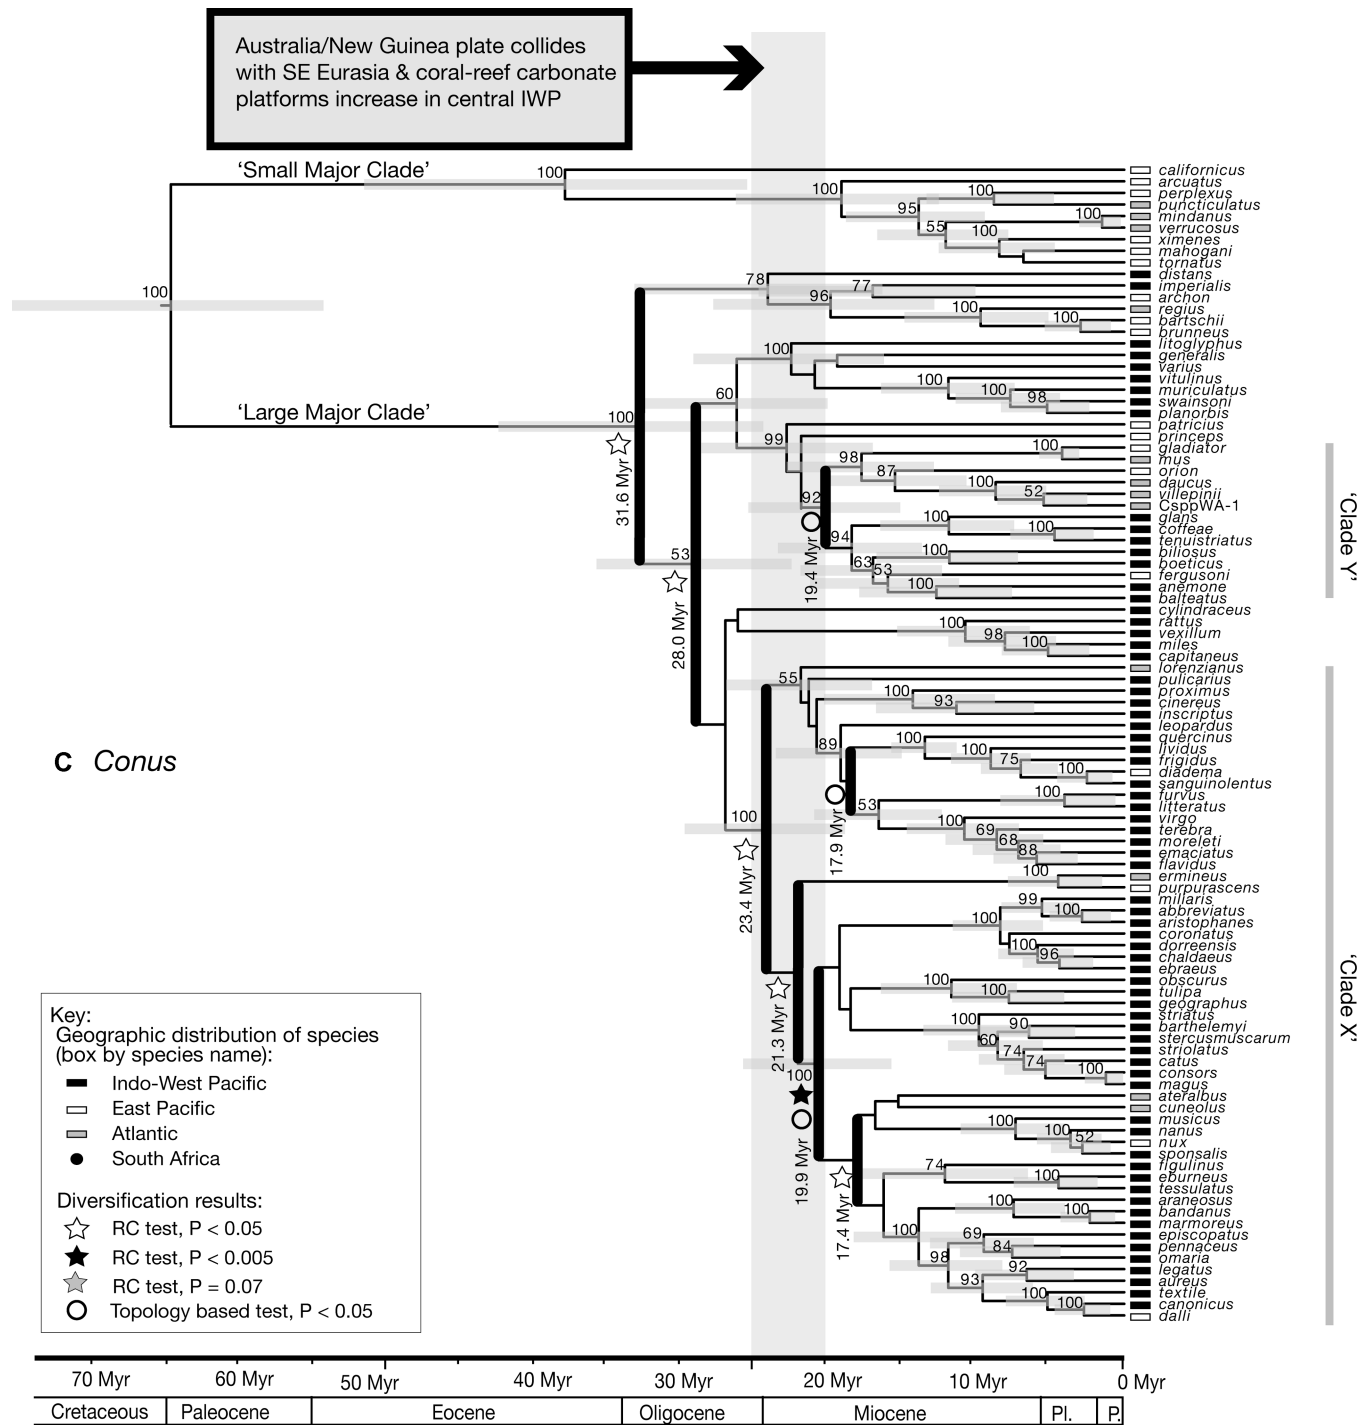 Australia/New Guinea plate collides
with SE Eurasia & coral-reef carbonate
platforms increase in central IWP
'Small Major Clade'
'Large Major Clade'
100
100
100
95
100
55
100
100
78
77
96
100
100
100
100
100
100
98
60
99
100
98
87
100
52
92
94
100
100
100
63
53
100
53
100
98
100
55
100
93
89
100
100
75
100
100
53
100
69
68
88
100
100
99
100
100
100
96
100
100
100
90
60
74
74
100
100
100
100
52
74
100
100
100
100
69
84
98
92
93
100
100
31.6 Myr
28.0 Myr
19.4 Myr
17.9 Myr
23.4 Myr
21.3 Myr
19.9 Myr
17.4 Myr
californicus
arcuatus
perplexus
puncticulatus
mindanus
verrucosus
ximenes
mahogani
tornatus
distans
imperialis
archon
regius
bartschii
brunneus
litoglyphus
generalis
varius
vitulinus
muriculatus
swainsoni
planorbis
patricius
princeps
gladiator
mus
orion
daucus
villepinii
CsppWA-1
glans
coffeae
tenuistriatus
biliosus
boeticus
fergusoni
anemone
balteatus
cylindraceus
rattus
vexillum
miles
capitaneus
lorenzianus
pulicarius
proximus
cinereus
inscriptus
leopardus
quercinus
lividus
frigidus
diadema
sanguinolentus
furvus
litteratus
virgo
terebra
moreleti
emaciatus
flavidus
ermineus
purpurascens
millaris
abbreviatus
aristophanes
coronatus
dorreensis
chaldaeus
ebraeus
obscurus
tulipa
geographus
striatus
barthelemyi
stercusmuscarum
striolatus
catus
consors
magus
ateralbus
cuneolus
musicus
nanus
nux
sponsalis
figulinus
eburneus
tessulatus
araneosus
bandanus
marmoreus
episcopatus
pennaceus
omaria
legatus
aureus
textile
canonicus
dalli
'Clade Y'
'Clade X'
C Conus
Key:
Geographic distribution of species
(box by species name):
Indo-West Pacific
East Pacific
Atlantic
South Africa
Diversification results:
RC test, P < 0.05
RC test, P < 0.005
RC test, P = 0.07
Topology based test, P < 0.05
70 Myr 60 Myr 50 Myr 40 Myr 30 Myr 20 Myr 10 Myr 0 Myr
Cretaceous Paleocene Eocene Oligocene Miocene Pl. P.